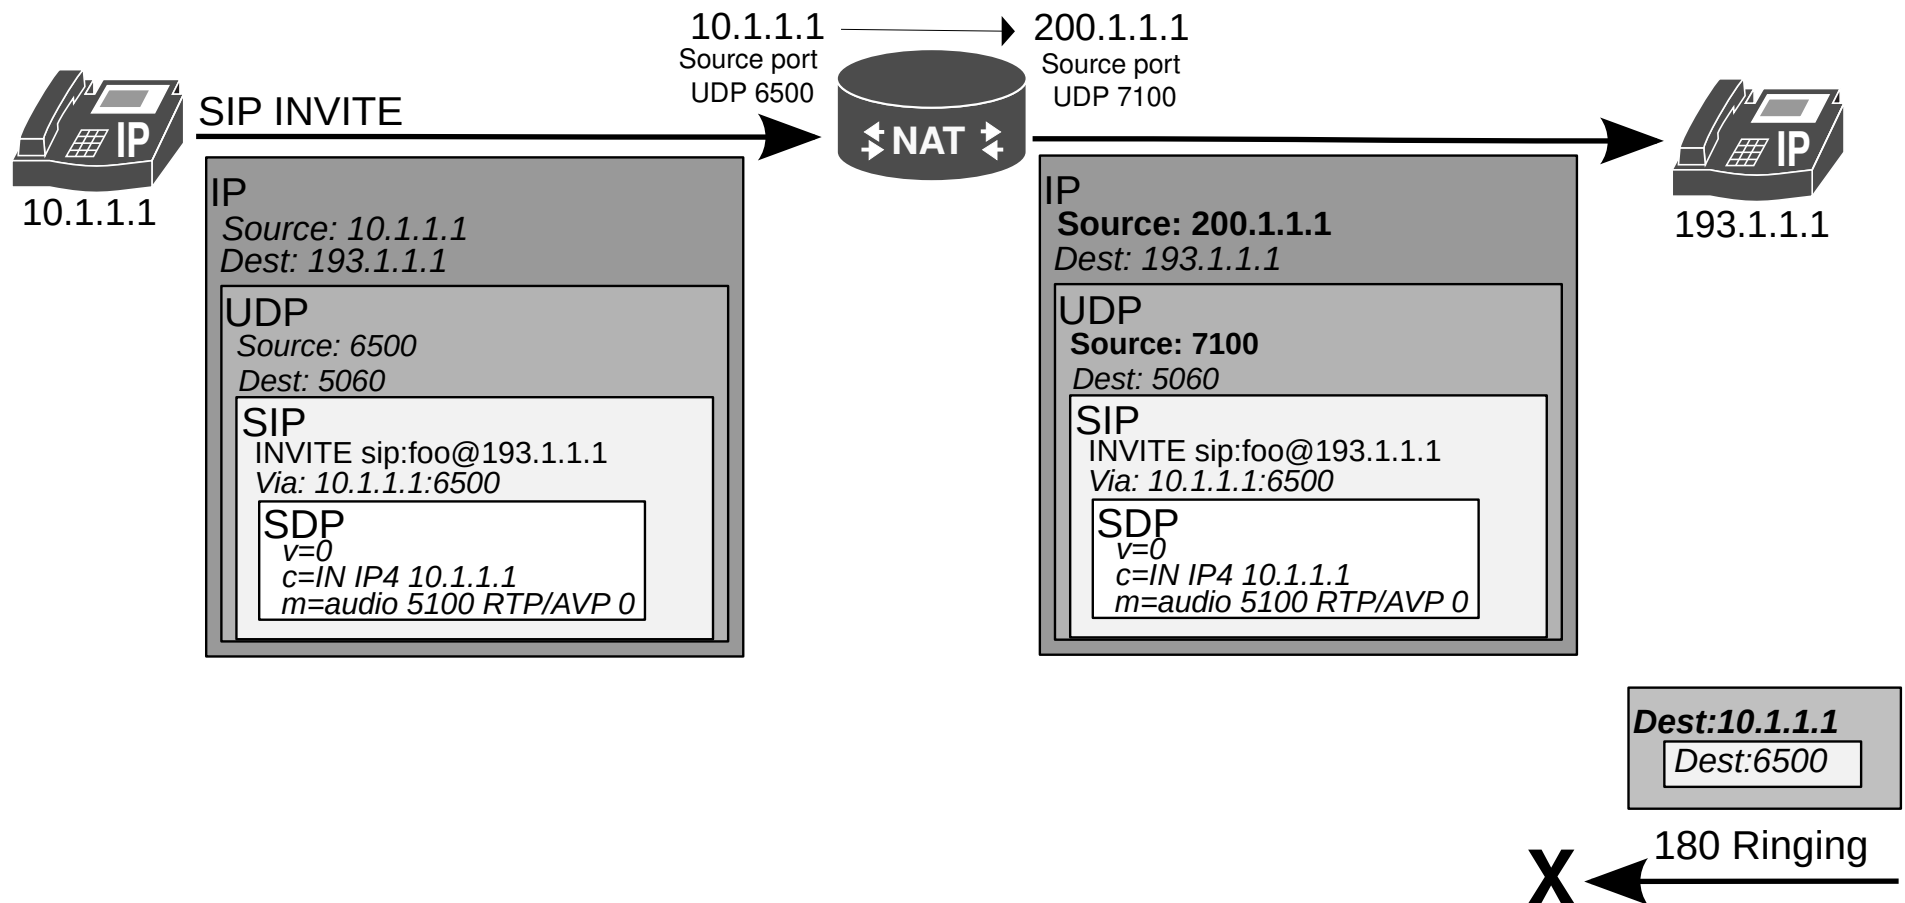 10.1.1.1
Source port
UDP 6500
200.1.1.1
Source port
UDP 7100
IP
10.1.1.1
SIP INVITE
NAT
IP
193.1.1.1
IP
Source: 10.1.1.1
Dest: 193.1.1.1
UDP
Source: 6500
Dest: 5060
SIP
INVITE sip:foo@193.1.1.1
Via: 10.1.1.1:6500
SDP
v=0
c=IN IP4 10.1.1.1
m=audio 5100 RTP/AVP 0
IP
Source: 200.1.1.1
Dest: 193.1.1.1
UDP
Source: 7100
Dest: 5060
SIP
INVITE sip:foo@193.1.1.1
Via: 10.1.1.1:6500
SDP
v=0
c=IN IP4 10.1.1.1
m=audio 5100 RTP/AVP 0
Dest:10.1.1.1
Dest:6500
180 Ringing
X